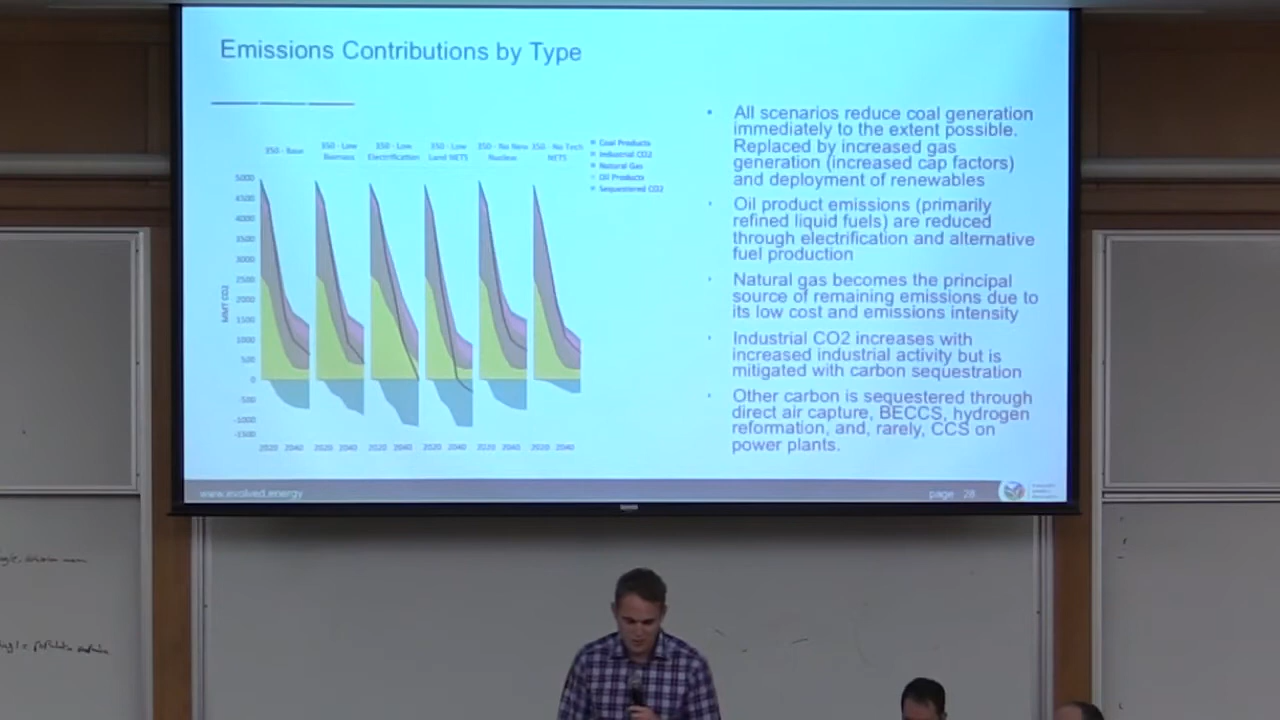 Emissions Contributions by Type
350 - Base
350 - Low Biomass
350 - Low Electrification
350 - Low Land NETS
350 - No New Nuclear
350 - No Tech NETS
Coal Products
Industrial CO2
Natural Gas
Oil Products
Sequestered CO2
MMT CO2
5000
4500
4000
3500
3000
2500
2000
1500
1000
500
0
-500
-1000
-1500
2020 2040 2020 2040 2020 2040 2020 2040 2020 2040 2020 2040
• All scenarios reduce coal generation
immediately to the extent possible.
Replaced by increased gas
generation (increased cap factors)
and deployment of renewables
• Oil product emissions (primarily
refined liquid fuels) are reduced
through electrification and alternative
fuel production
• Natural gas becomes the principal
source of remaining emissions due to
its low cost and emissions intensity
• Industrial CO2 increases with
increased industrial activity but is
mitigated with carbon sequestration
• Other carbon is sequestered through
direct air capture, BECCS, hydrogen
reformation, and, rarely, CCS on
power plants.
www.evolved.energy
page 28